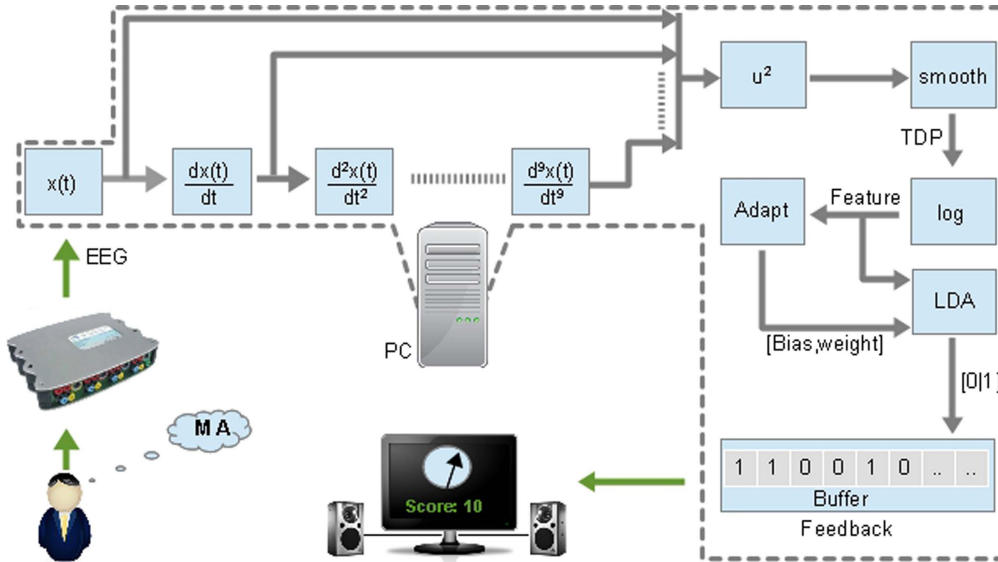 u²
smooth
TDP
x(t)
dx(t)
dt
d²x(t)
dt²
d⁹x(t)
dt⁹
Adapt
Feature
log
EEG
LDA
PC
[Bias,weight]
[0|1]
M A
1 1 0 0 1 0 .. ..
Buffer
Score: 10
Feedback